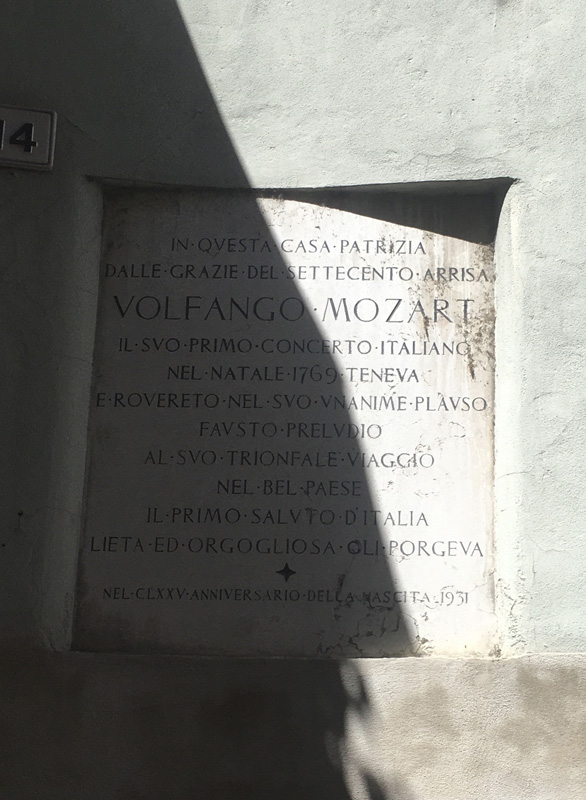 14
IN·QVESTA·CASA·PATRIZIA
DALLE·GRAZIE·DEL·SETTECENTO·ARRISA
VOLFANGO·MOZART
IL·SVO·PRIMO·CONCERTO·ITALIANO
NEL·NATALE·1769·TENEVA
E·ROVERETO·NEL·SVO·VNANIME·PLAVSO
FAVSTO·PRELVDIO
AL·SVO·TRIONFALE·VIAGGIO
NEL·BEL·PAESE
IL·PRIMO·SALVTO·D'ITALIA
LIETA·ED·ORGOGLIOSA·GLI·PORGEVA
NEL·CLXXV·ANNIVERSARIO·DELLA·NASCITA·1931